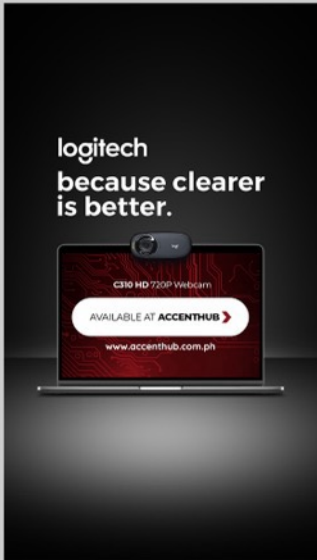 logitech
because clearer
is better.
C310 HD 720P Webcam
AVAILABLE AT ACCENTHUB
www.accenthub.com.ph